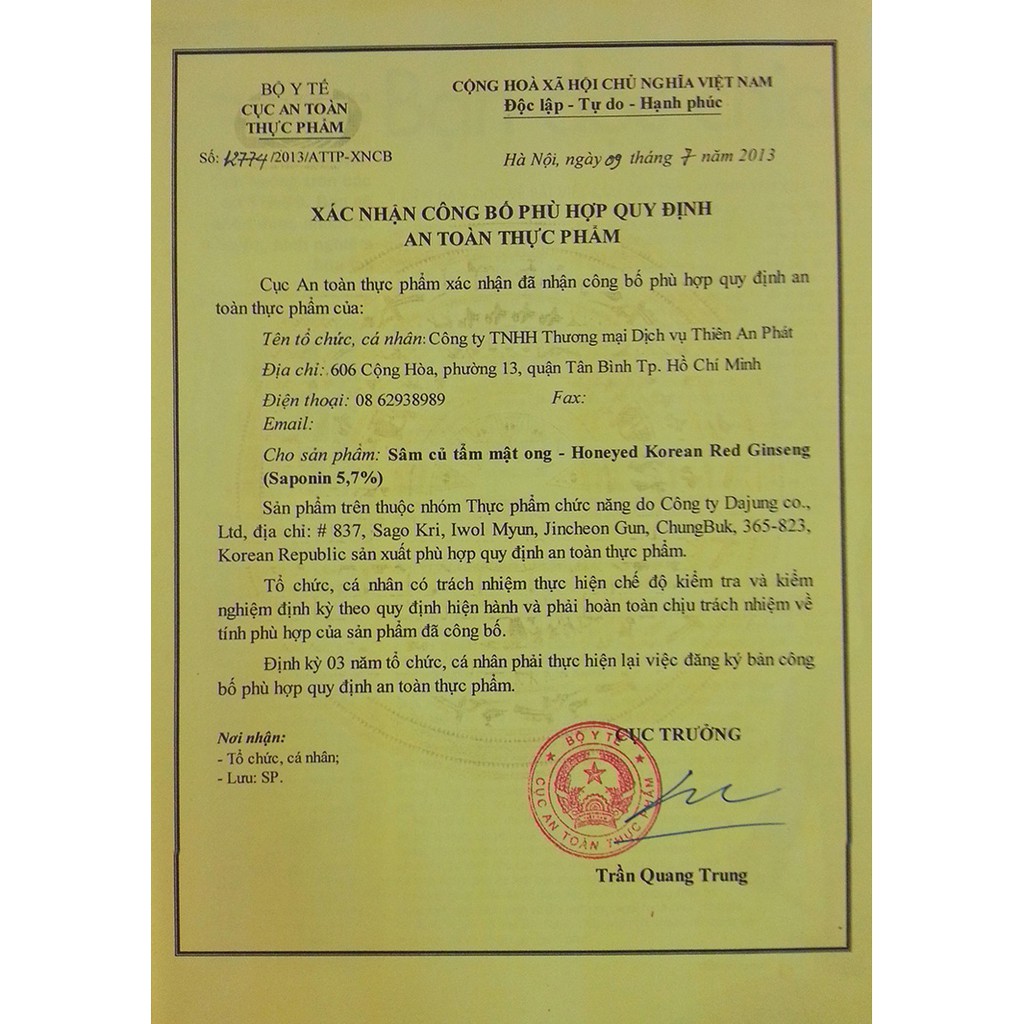 BỘ Y TẾ
CỤC AN TOÀN
THỰC PHẨM
Số: 12774/2013/ATTP-XNCB
CỘNG HOÀ XÃ HỘI CHỦ NGHĨA VIỆT NAM
Độc lập - Tự do - Hạnh phúc
Hà Nội, ngày 09 tháng 7 năm 2013
XÁC NHẬN CÔNG BỐ PHÙ HỢP QUY ĐỊNH
AN TOÀN THỰC PHẨM
Cục An toàn thực phẩm xác nhận đã nhận công bố phù hợp quy định an
toàn thực phẩm của:
Tên tổ chức, cá nhân: Công ty TNHH Thương mại Dịch vụ Thiên An Phát
Địa chỉ: 606 Cộng Hòa, phường 13, quận Tân Bình Tp. Hồ Chí Minh
Điện thoại: 08 62938989 Fax:
Email:
Cho sản phẩm: Sâm củ tẩm mật ong - Honeyed Korean Red Ginseng
(Saponin 5,7%)
Sản phẩm trên thuộc nhóm Thực phẩm chức năng do Công ty Dajung co.,
Ltd, địa chỉ: # 837, Sago Kri, Iwol Myun, Jincheon Gun, ChungBuk, 365-823,
Korean Republic sản xuất phù hợp quy định an toàn thực phẩm.
Tổ chức, cá nhân có trách nhiệm thực hiện chế độ kiểm tra và kiểm
nghiệm định kỳ theo quy định hiện hành và phải hoàn toàn chịu trách nhiệm về
tính phù hợp của sản phẩm đã công bố.
Định kỳ 03 năm tổ chức, cá nhân phải thực hiện lại việc đăng ký bản công
bố phù hợp quy định an toàn thực phẩm.
Nơi nhận:
- Tổ chức, cá nhân;
- Lưu: SP.
CỤC TRƯỞNG
BỘ Y TẾ
CỤC AN TOÀN THỰC PHẨM
Trần Quang Trung